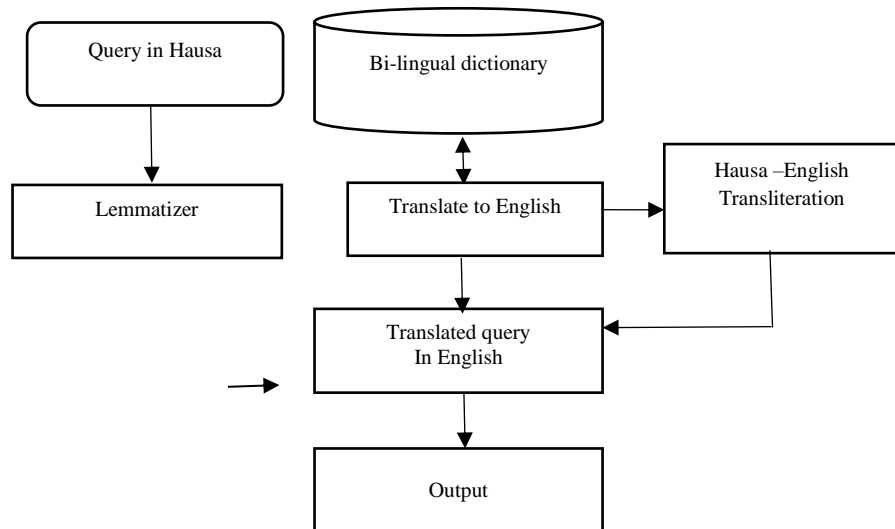 Query in Hausa
Bi-lingual dictionary
Lemmatizer
Translate to English
Hausa –English
Transliteration
Translated query
In English
Output